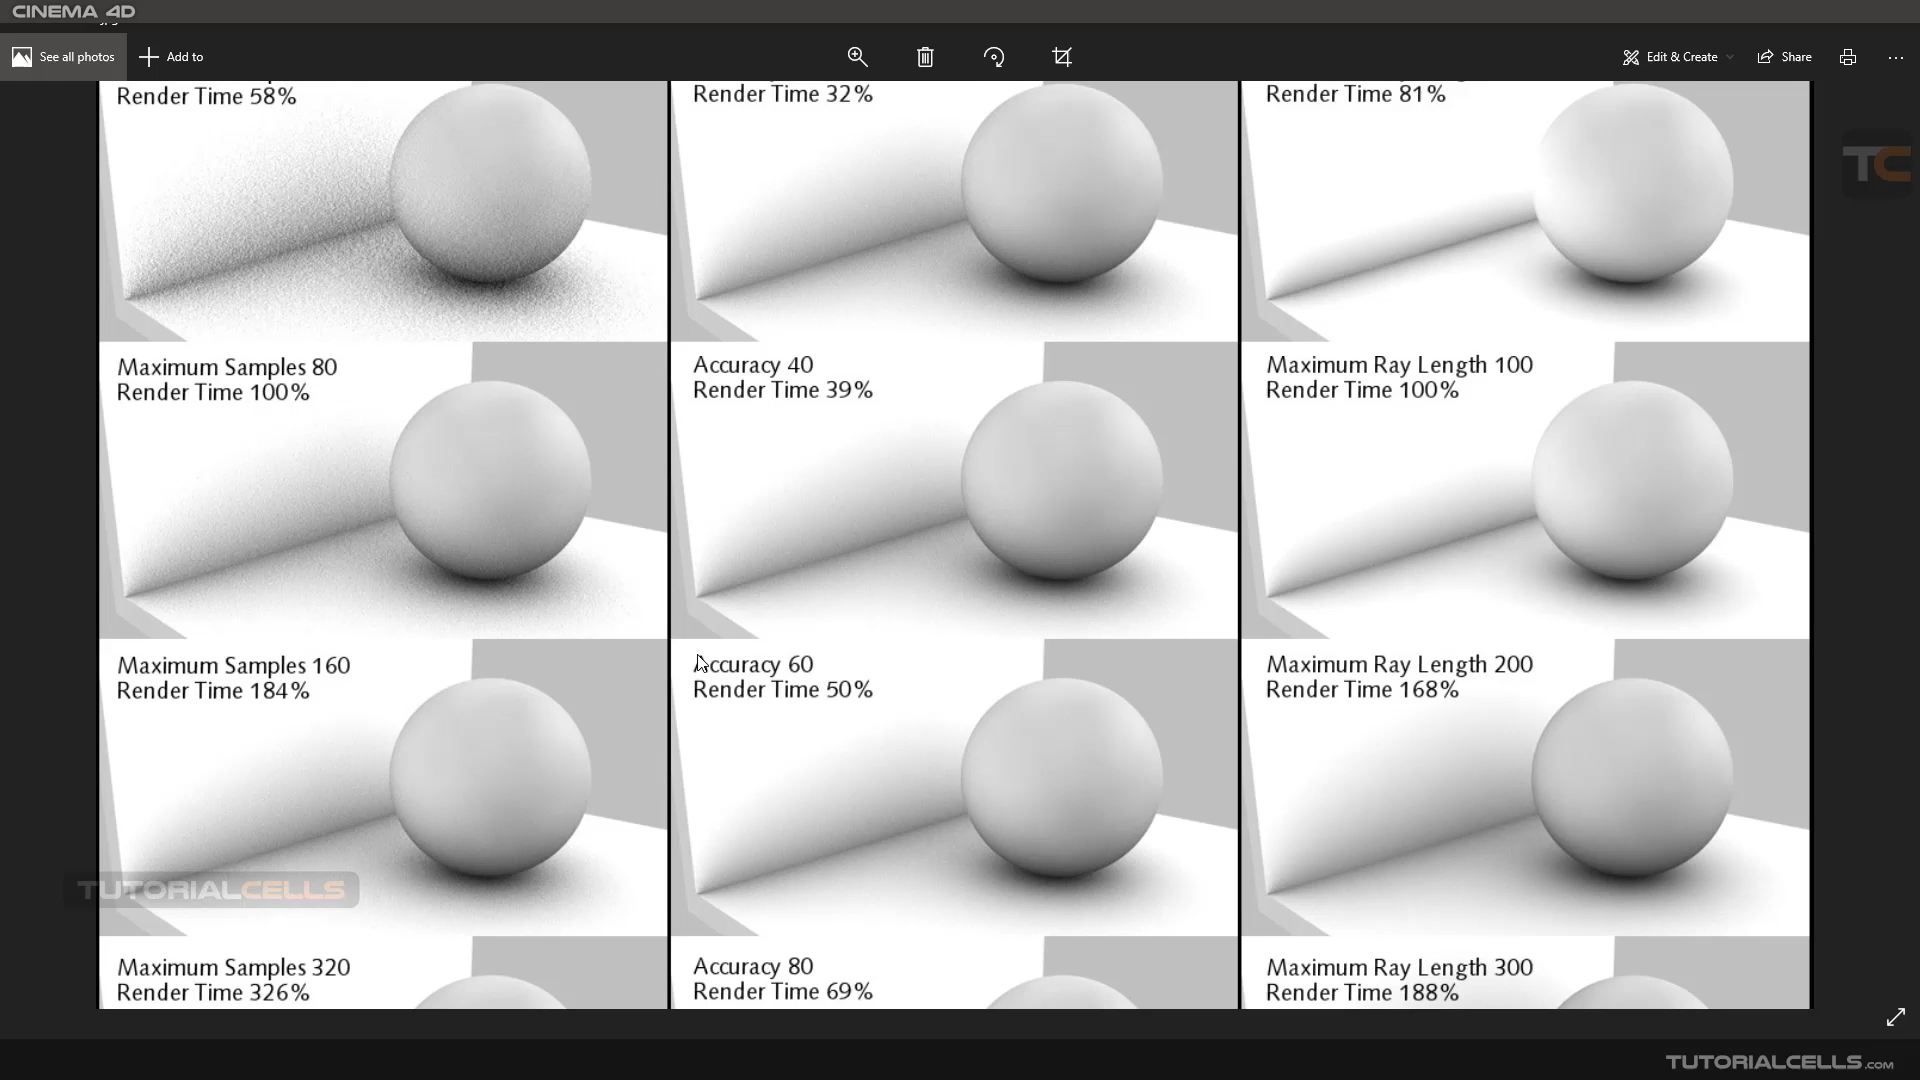 CINEMA 4D
See all photos
Add to
Edit & Create
Share
Render Time 58%
Render Time 32%
Render Time 81%
TC
Maximum Samples 80
Render Time 100%
Accuracy 40
Render Time 39%
Maximum Ray Length 100
Render Time 100%
Maximum Samples 160
Render Time 184%
Accuracy 60
Render Time 50%
Maximum Ray Length 200
Render Time 168%
TUTORIALCELLS
Maximum Samples 320
Render Time 326%
Accuracy 80
Render Time 69%
Maximum Ray Length 300
Render Time 188%
TUTORIALCELLS.com